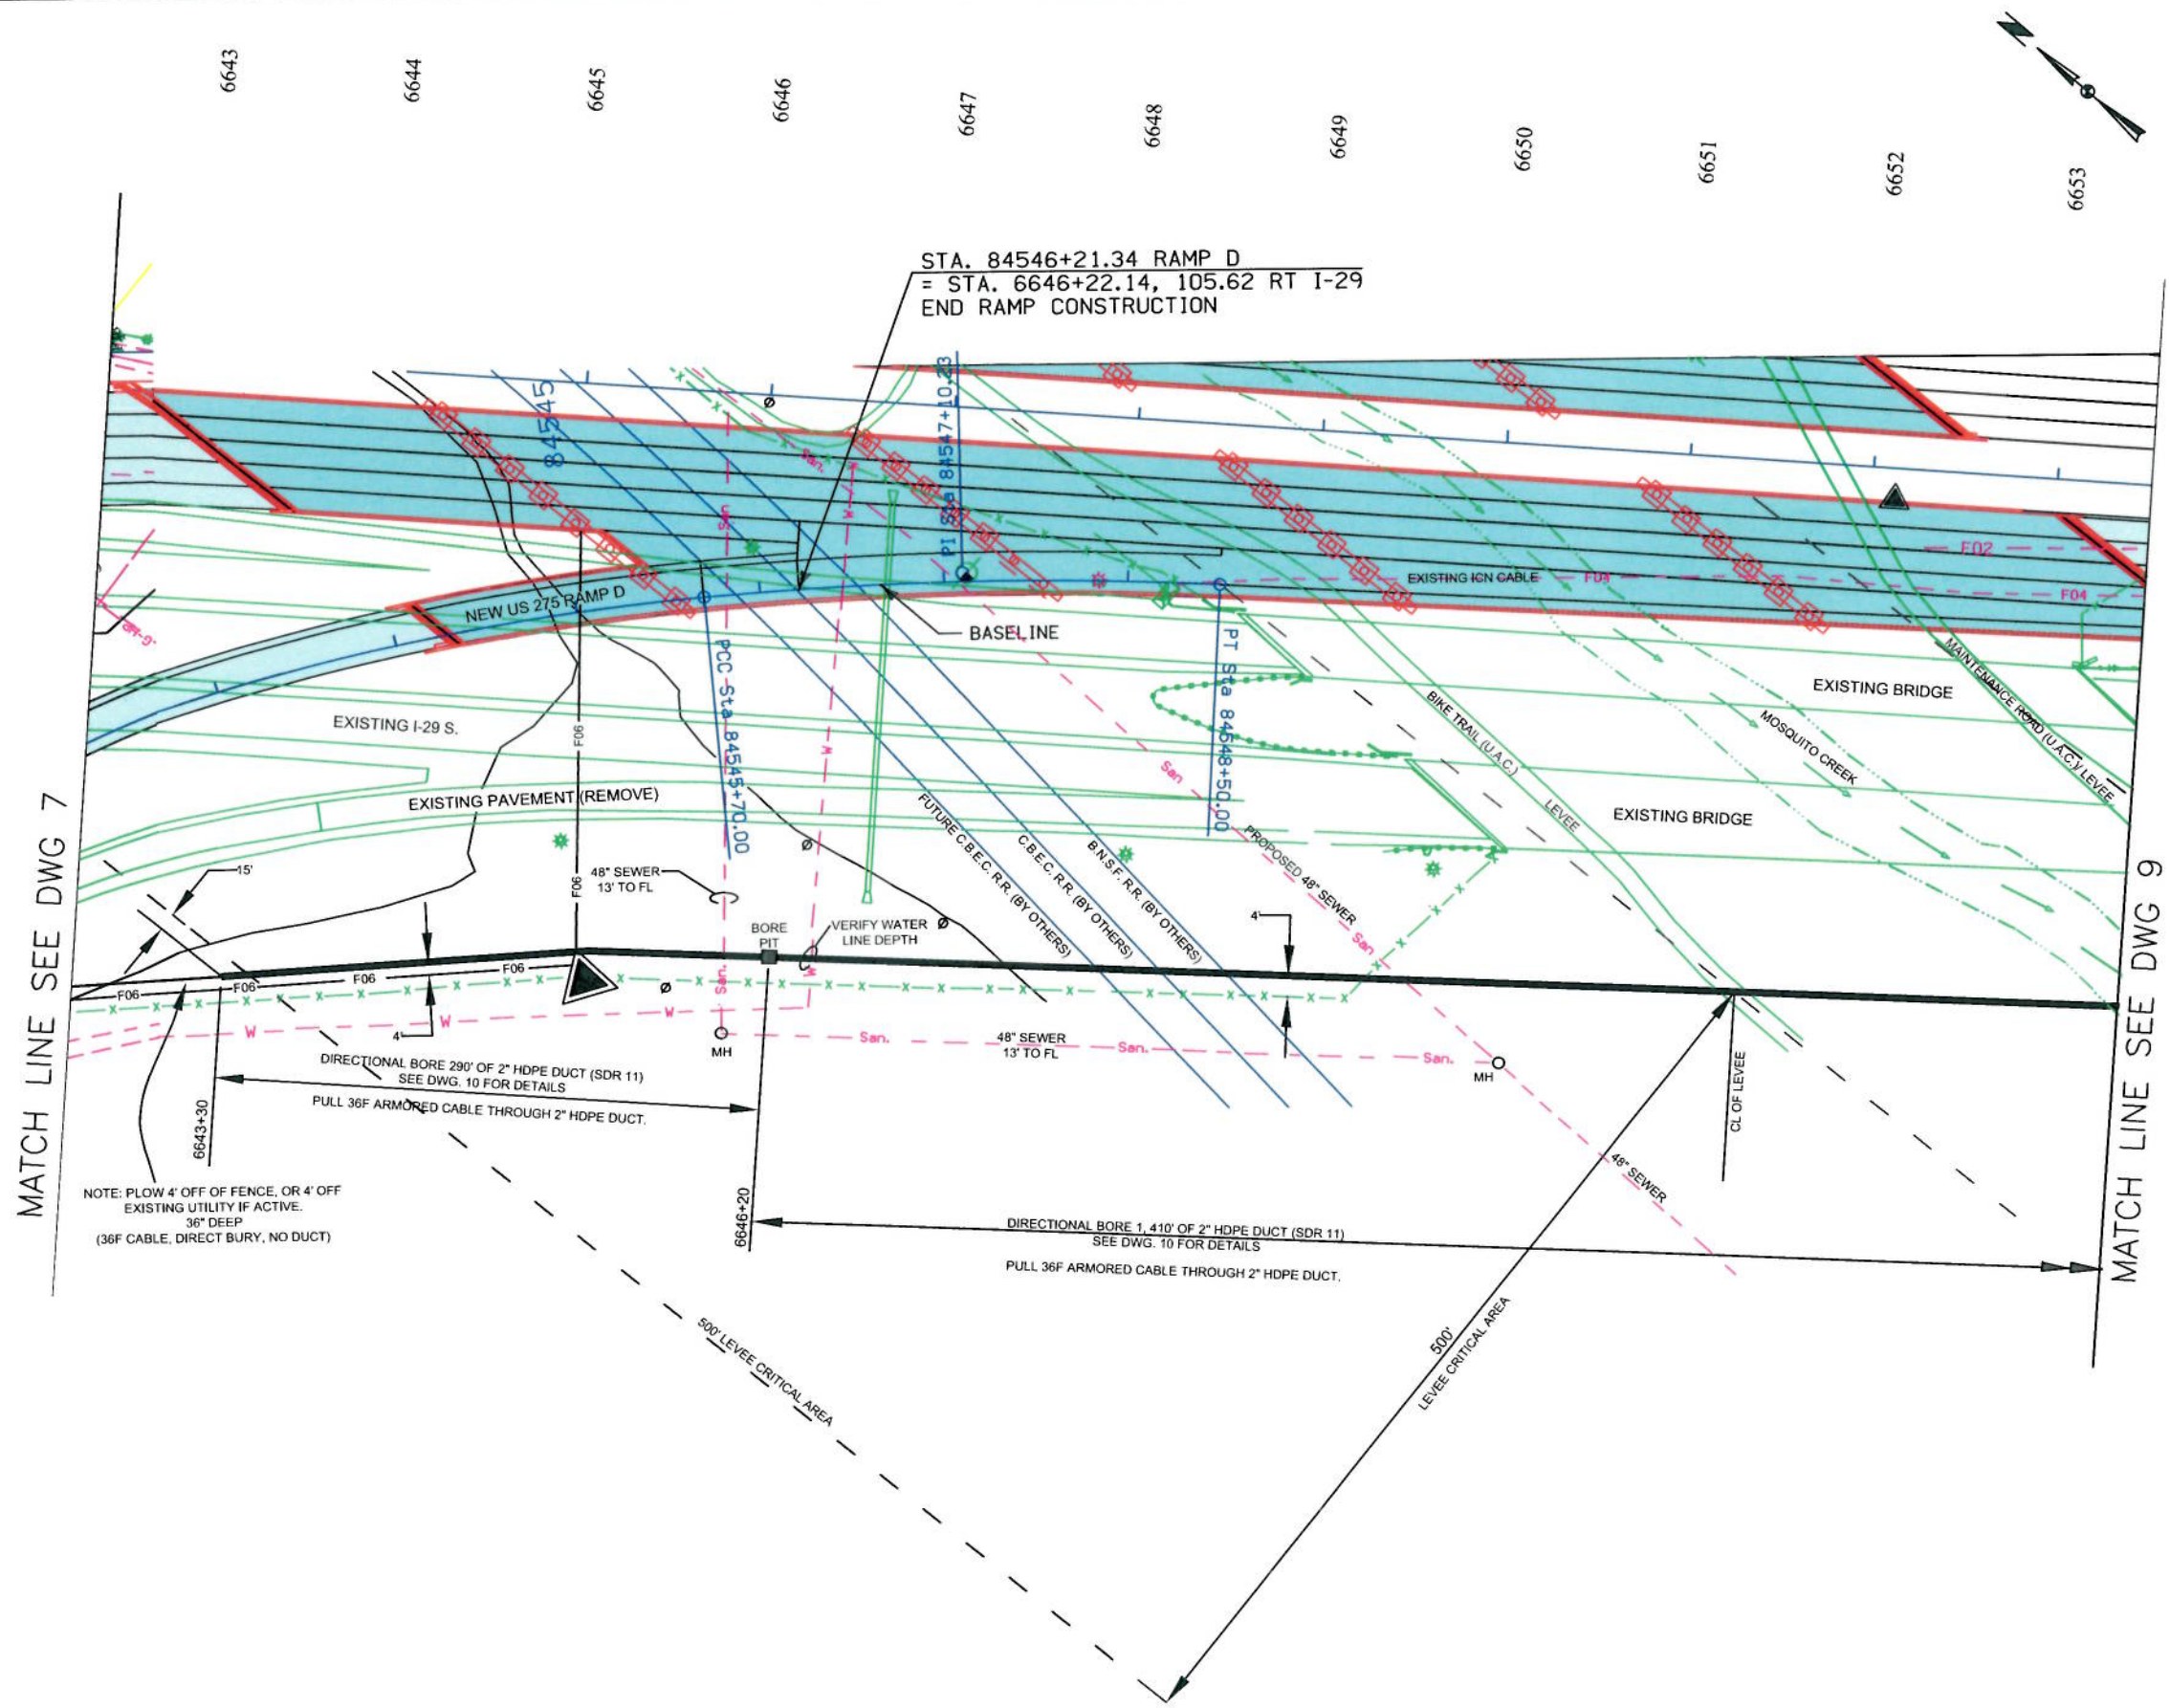 6643
6644
6645
6646
6647
6648
6649
6650
6651
6652
6653
N
STA. 84546+21.34 RAMP D
= STA. 6646+22.14, 105.62 RT I-29
END RAMP CONSTRUCTION
84545
PI Sta 84547+10.23
San.
San
W
F02
EXISTING ICN CABLE
F04
F04
NEW US 275 RAMP D
BASELINE
PCC Sta 84545+70.00
PT Sta 84548+50.00
EXISTING I-29 S.
F06
W
San
BIKE TRAIL (U.A.C.)
EXISTING BRIDGE
MAINTENANCE ROAD (U.A.C.)/ LEVEE
MOSQUITO CREEK
EXISTING PAVEMENT (REMOVE)
FUTURE C.B.E.C. R.R. (BY OTHERS)
C.B.E.C. R.R. (BY OTHERS)
B.N.S.F. R.R. (BY OTHERS)
PROPOSED 48" SEWER
LEVEE
EXISTING BRIDGE
MATCH LINE SEE DWG 7
MATCH LINE SEE DWG 9
15'
F06
48" SEWER
13' TO FL
BORE
PIT
VERIFY WATER
LINE DEPTH
4'
San
F06
F06
F06
F06
San.
W
W
W
W
4'
MH
San.
48" SEWER
13' TO FL
San.
San.
MH
DIRECTIONAL BORE 290' OF 2" HDPE DUCT (SDR 11)
SEE DWG. 10 FOR DETAILS
PULL 36F ARMORED CABLE THROUGH 2" HDPE DUCT.
6643+30
CL OF LEVEE
48" SEWER
NOTE: PLOW 4' OFF OF FENCE, OR 4' OFF
EXISTING UTILITY IF ACTIVE.
36" DEEP
(36F CABLE, DIRECT BURY, NO DUCT)
6646+20
DIRECTIONAL BORE 1, 410' OF 2" HDPE DUCT (SDR 11)
SEE DWG. 10 FOR DETAILS
PULL 36F ARMORED CABLE THROUGH 2" HDPE DUCT.
500' LEVEE CRITICAL AREA
500'
LEVEE CRITICAL AREA